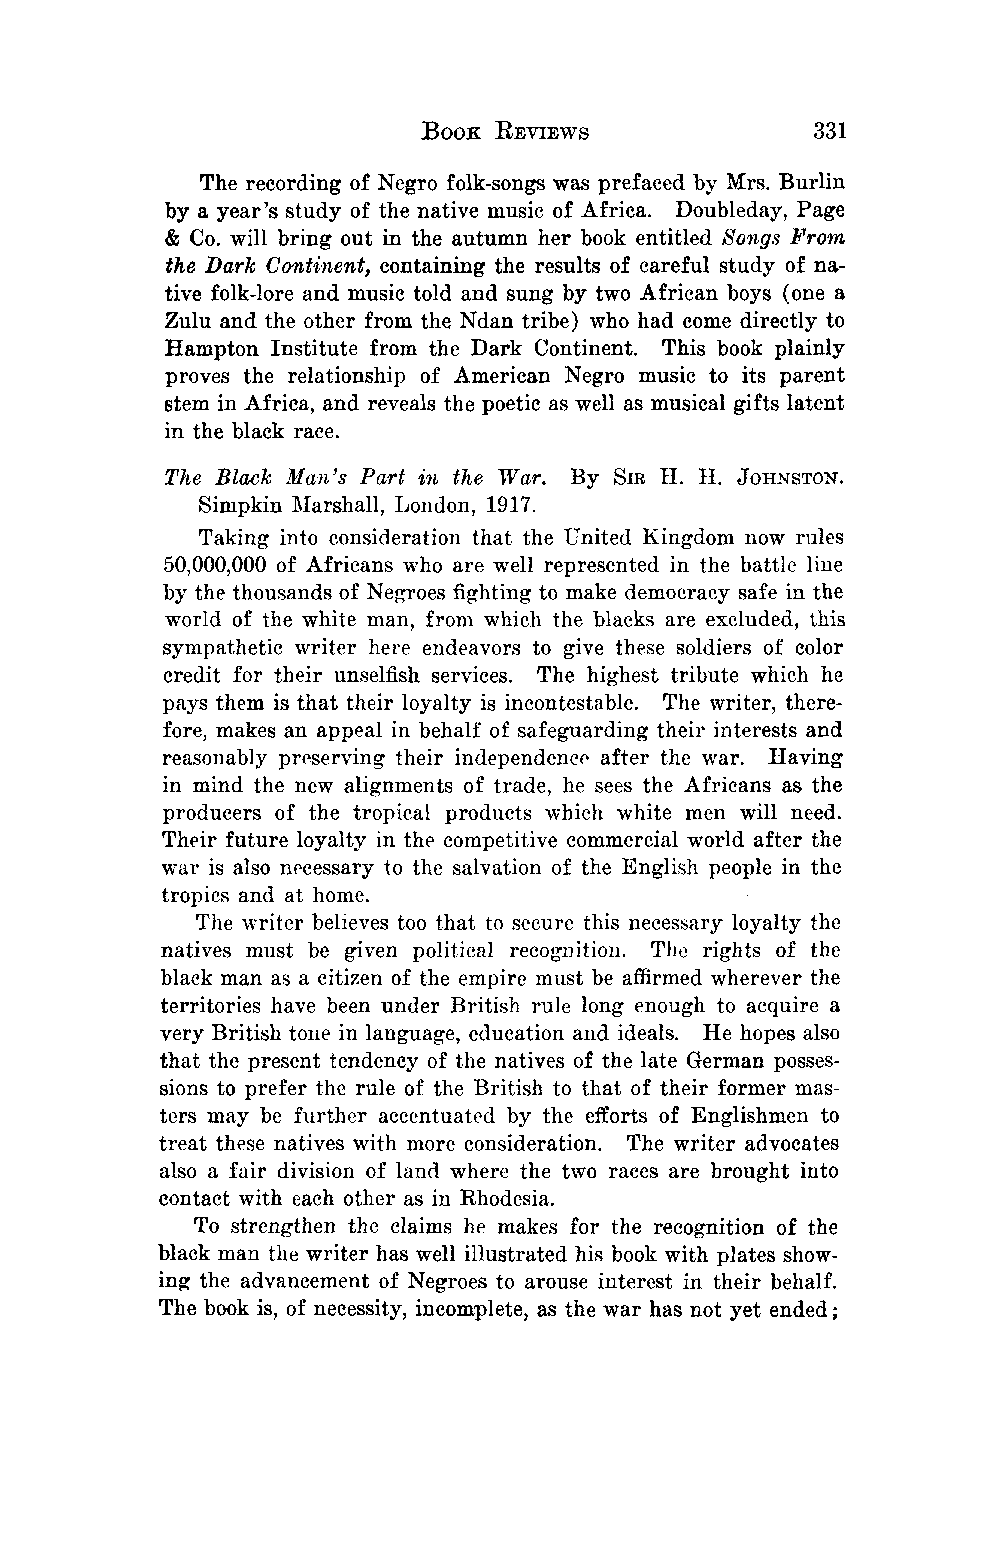 Book Reviews 331
The recording of Negro folk-songs was prefaced by Mrs. Burlin
by a year's study of the native music of Africa. Doubleday, Page
& Co. will bring out in the autumn her book entitled Songs From
the Dark Continent, containing the results of careful study of na-
tive folk-lore and music told and sung by two African boys (one a
Zulu and the other from the Ndan tribe) who had come directly to
Hampton Institute from the Dark Continent. This book plainly
proves the relationship of American Negro music to its parent
stem in Africa, and reveals the poetic as well as musical gifts latent
in the black race.
The Black Man's Part in the War. By Sir H. H. Johnston.
Simpkin Marshall, London, 1917.
Taking into consideration that the United Kingdom now rules
50,000,000 of Africans who are well represented in the battle line
by the thousands of Negroes fighting to make democracy safe in the
world of the white man, from which the blacks are excluded, this
sympathetic writer here endeavors to give these soldiers of color
credit for their unselfish services. The highest tribute which he
pays them is that their loyalty is incontestable. The writer, there-
fore, makes an appeal in behalf of safeguarding their interests and
reasonably preserving their independence after the war. Having
in mind the new alignments of trade, he sees the Africans as the
producers of the tropical products which white men will need.
Their future loyalty in the competitive commercial world after the
war is also necessary to the salvation of the English people in the
tropics and at home.
The writer believes too that to secure this necessary loyalty the
natives must be given political recognition. The rights of the
black man as a citizen of the empire must be affirmed wherever the
territories have been under British rule long enough to acquire a
very British tone in language, education and ideals. He hopes also
that the present tendency of the natives of the late German posses-
sions to prefer the rule of the British to that of their former mas-
ters may be further accentuated by the efforts of Englishmen to
treat these natives with more consideration. The writer advocates
also a fair division of land where the two races are brought into
contact with each other as in Rhodesia.
To strengthen the claims he makes for the recognition of the
black man the writer has well illustrated his book with plates show-
ing the advancement of Negroes to arouse interest in their behalf.
The book is, of necessity, incomplete, as the war has not yet ended;